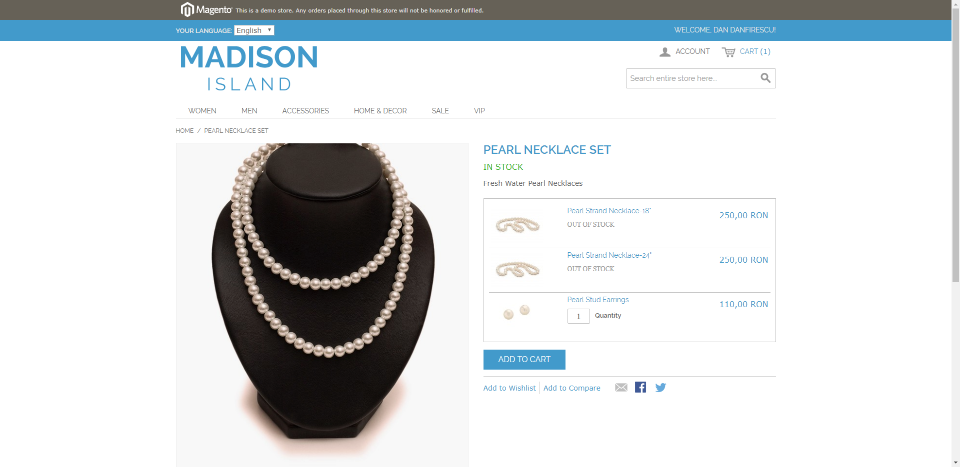 Magento This is a demo store. Any orders placed through this store will not be honored or fulfilled.
YOUR LANGUAGE: English WELCOME, DAN DANFIRESCU!
MADISON
ISLAND
ACCOUNT CART (1)
Search entire store here...
WOMEN MEN ACCESSORIES HOME & DECOR SALE VIP
HOME / PEARL NECKLACE SET
PEARL NECKLACE SET
IN STOCK
Fresh Water Pearl Necklaces
Pearl Strand Necklace-18" 250,00 RON
OUT OF STOCK
Pearl Strand Necklace-24" 250,00 RON
OUT OF STOCK
Pearl Stud Earrings 110,00 RON
1 Quantity
ADD TO CART
Add to Wishlist Add to Compare